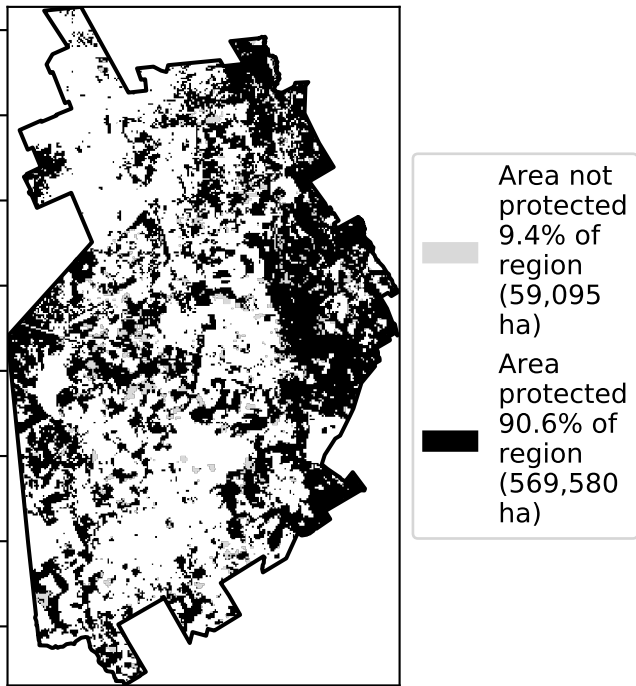 Area not
protected
9.4% of
region
(59,095
ha)
Area
protected
90.6% of
region
(569,580
ha)